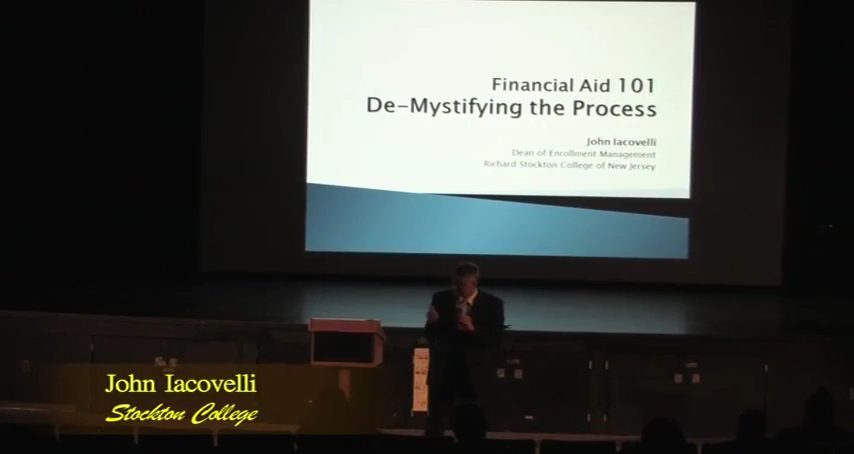 Financial Aid 101
De-Mystifying the Process
John Iacovelli
Dean of Enrollment Management
Richard Stockton College of New Jersey
John Iacovelli
Stockton College